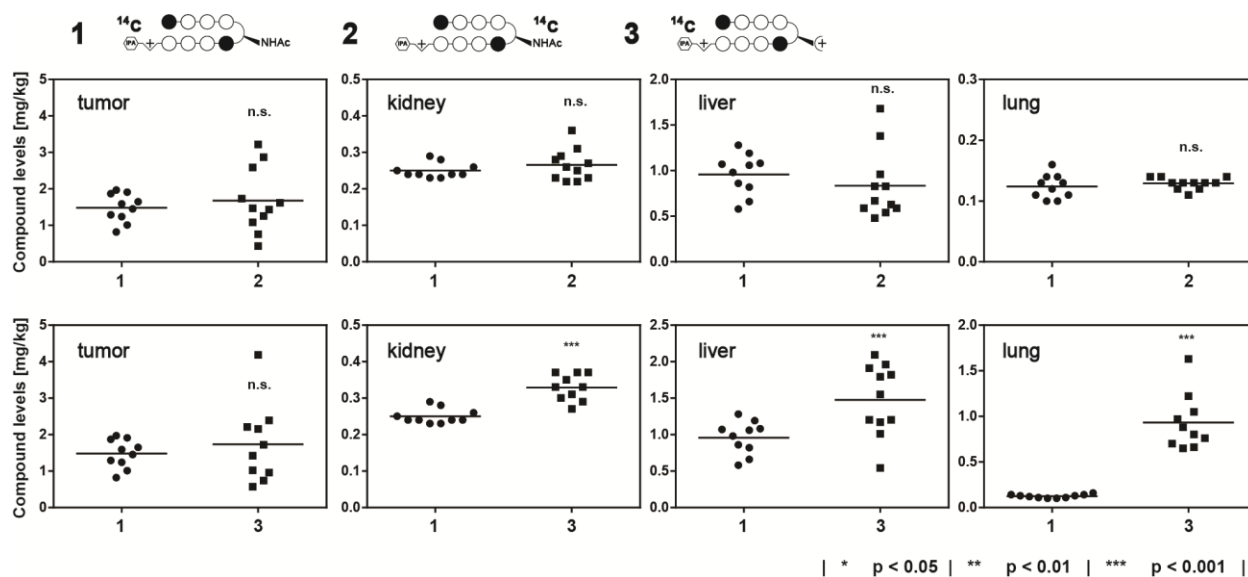 1 14C IPA + NHAc 2 14C IPA + NHAc 3 14C IPA + +
Compound levels [mg/kg]
5 4 3 2 1 0
tumor
n.s.
1 2
0.5 0.4 0.3 0.2 0.1 0.0
kidney
n.s.
1 2
2.0 1.5 1.0 0.5 0.0
liver
n.s.
1 2
0.3 0.2 0.1 0.0
lung
n.s.
1 2
Compound levels [mg/kg]
5 4 3 2 1 0
tumor
n.s.
1 3
0.5 0.4 0.3 0.2 0.1 0.0
kidney
***
1 3
2.5 2.0 1.5 1.0 0.5 0.0
liver
***
1 3
2.0 1.5 1.0 0.5 0.0
lung
***
1 3
| * p < 0.05 | ** p < 0.01 | *** p < 0.001 |